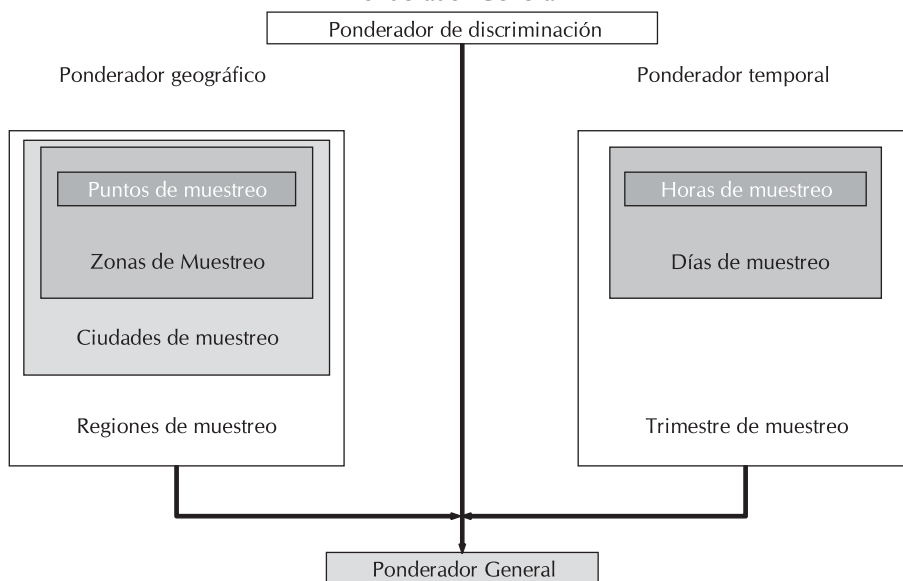 Ponderador de discriminación
Ponderador geográfico
Ponderador temporal
Puntos de muestreo
Horas de muestreo
Zonas de Muestreo
Días de muestreo
Ciudades de muestreo
Regiones de muestreo
Trimestre de muestreo
Ponderador General